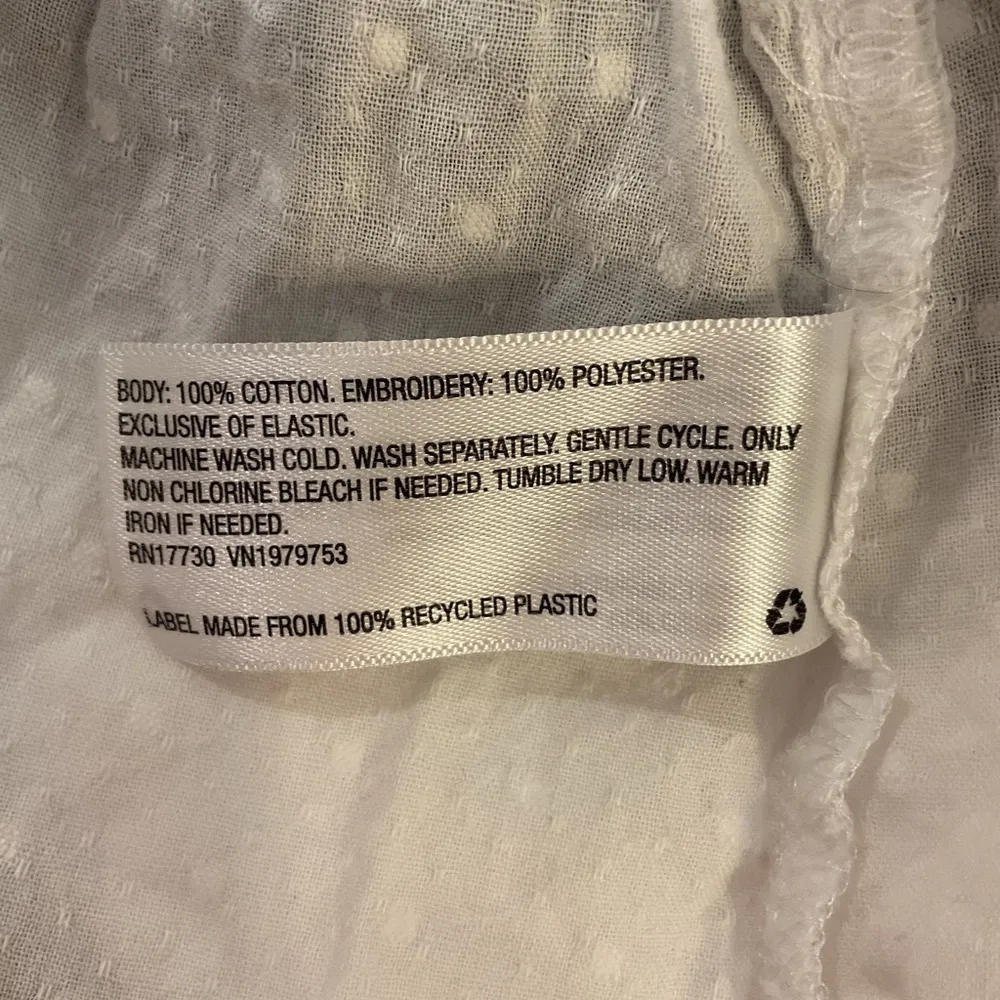 BODY: 100% COTTON. EMBROIDERY: 100% POLYESTER.
EXCLUSIVE OF ELASTIC.
MACHINE WASH COLD. WASH SEPARATELY. GENTLE CYCLE. ONLY
NON CHLORINE BLEACH IF NEEDED. TUMBLE DRY LOW. WARM
IRON IF NEEDED.
RN17730 VN1979753
LABEL MADE FROM 100% RECYCLED PLASTIC